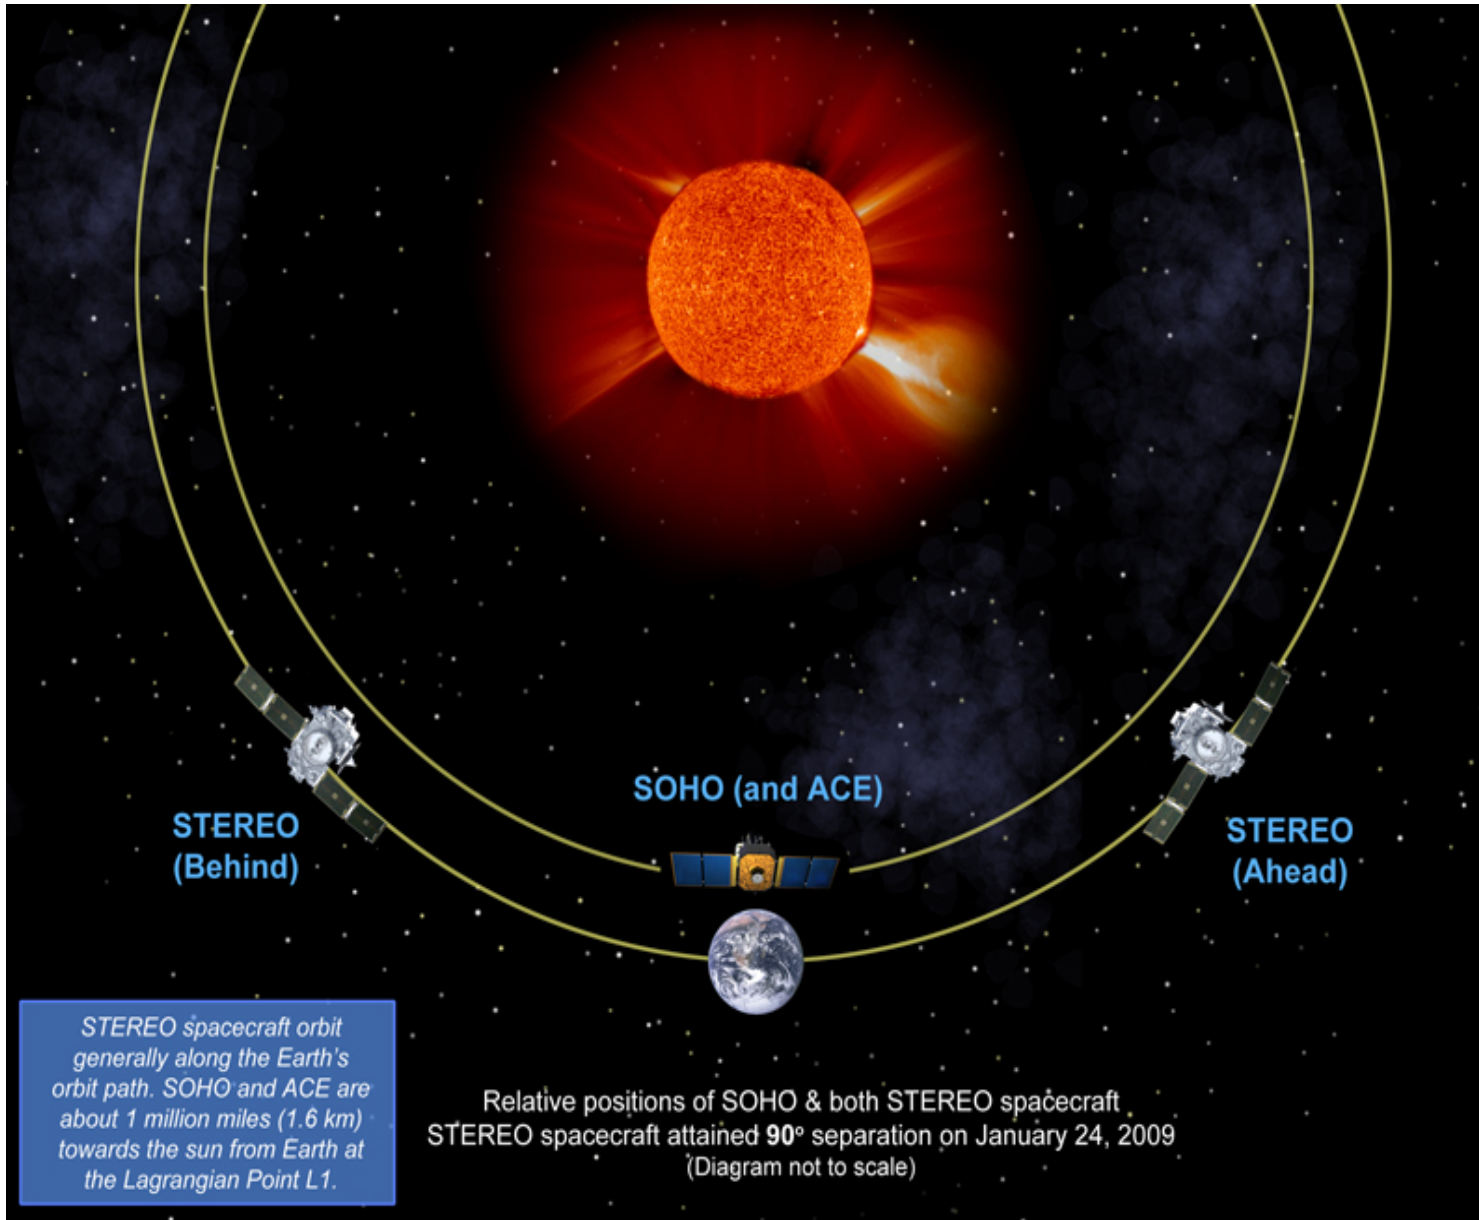 SOHO (and ACE)
STEREO
(Behind)
STEREO
(Ahead)
STEREO spacecraft orbit
generally along the Earth's
orbit path. SOHO and ACE are
about 1 million miles (1.6 km)
towards the sun from Earth at
the Lagrangian Point L1.
Relative positions of SOHO & both STEREO spacecraft
STEREO spacecraft attained 90° separation on January 24, 2009
(Diagram not to scale)